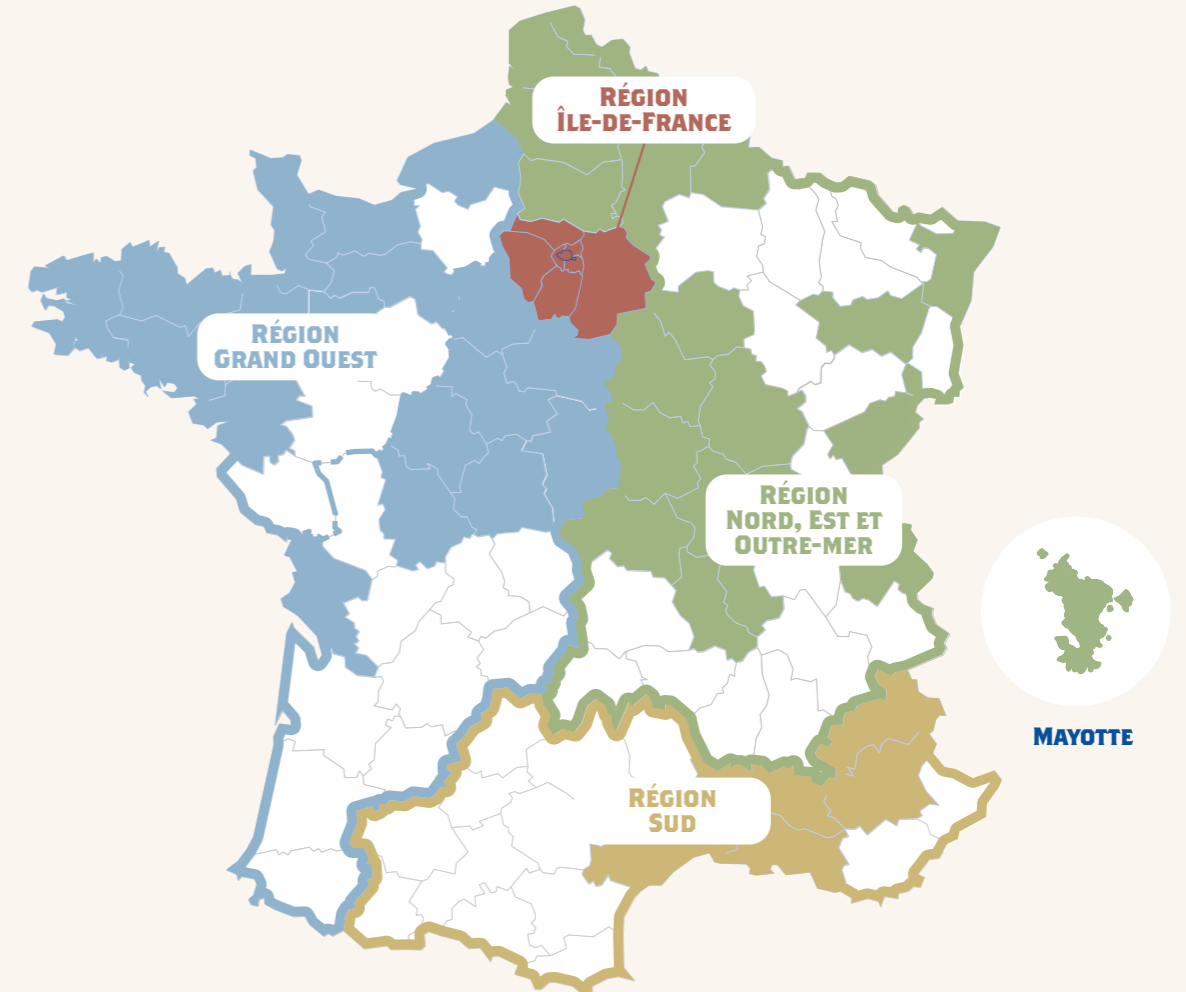 RÉGION
ÎLE-DE-FRANCE
RÉGION
GRAND OUEST
RÉGION
NORD, EST ET
OUTRE-MER
MAYOTTE
RÉGION
SUD